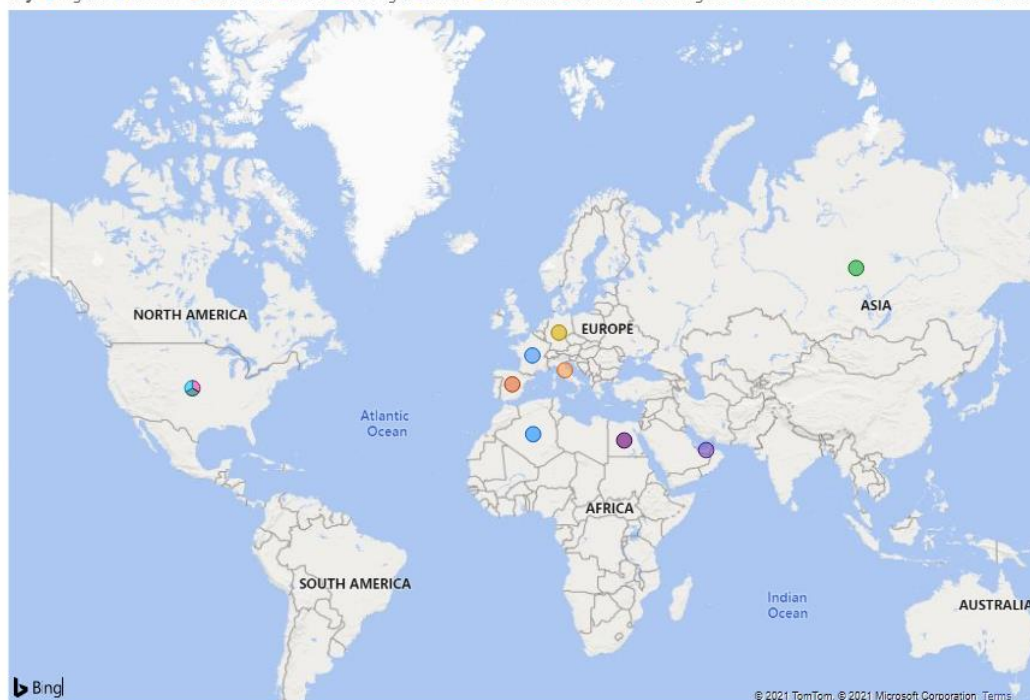 NORTH AMERICA
EUROPE
ASIA
Atlantic
Ocean
AFRICA
SOUTH AMERICA
Indian
Ocean
AUSTRALIA
Bing
© 2021 TomTom, © 2021 Microsoft Corporation Terms